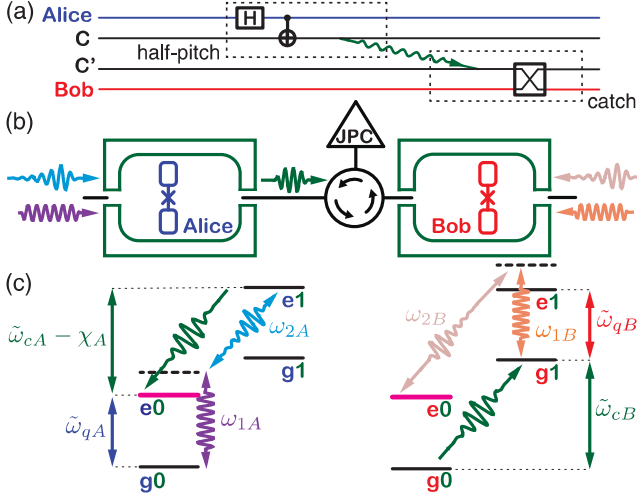 (a)
Alice
H
C
half-pitch
C'
Bob
catch
(b)
JPC
Alice
Bob
(c)
e1
ω̃cA − χA
ω2A
g1
e0
ω̃qA
ω1A
g0
e1
ω2B
ω1B
ω̃qB
g1
e0
ω̃cB
g0